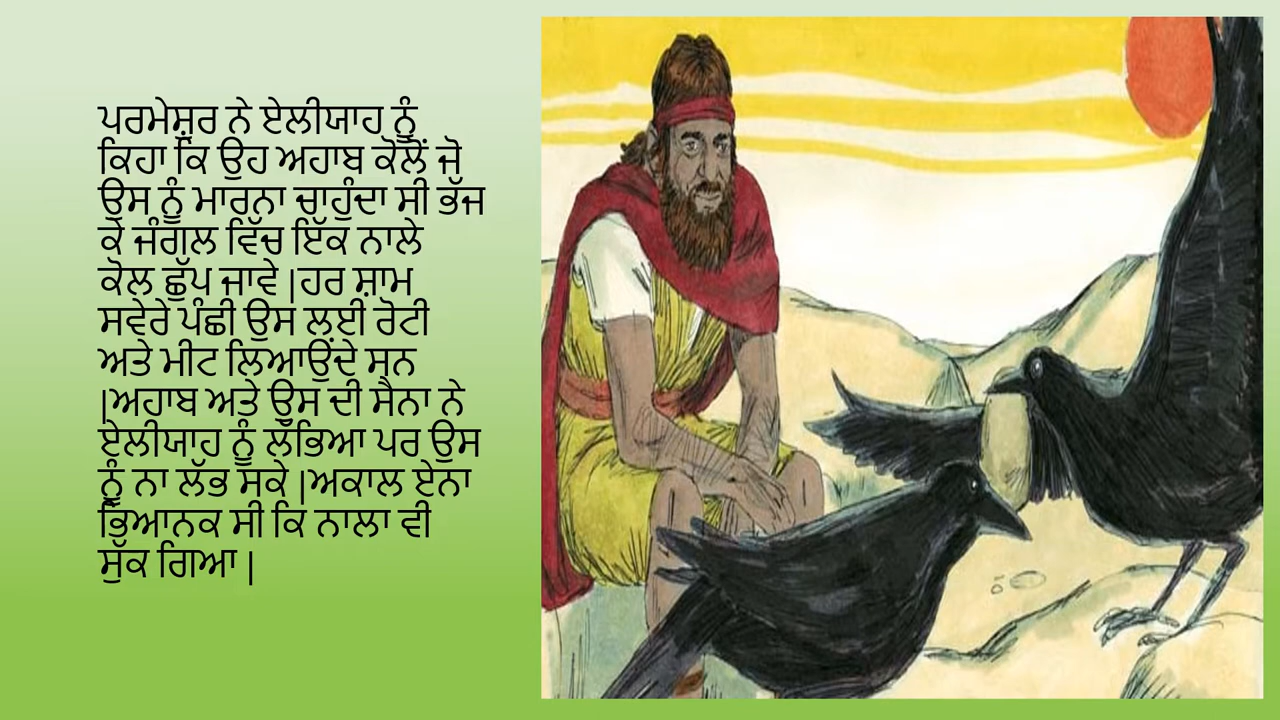 ਪਰਮੇਸ਼ੁਰ ਨੇ ਏਲੀਯਾਹ ਨੂੰ
ਕਿਹਾ ਕਿ ਉਹ ਅਹਾਬ ਕੋਲੋਂ ਜੋ
ਉਸ ਨੂੰ ਮਾਰਨਾ ਚਾਹੁੰਦਾ ਸੀ ਭੱਜ
ਕੇ ਜੰਗਲ ਵਿੱਚ ਇੱਕ ਨਾਲੇ
ਕੋਲ ਛੁੱਪ ਜਾਵੇ |ਹਰ ਸ਼ਾਮ
ਸਵੇਰੇ ਪੰਛੀ ਉਸ ਲਈ ਰੋਟੀ
ਅਤੇ ਮੀਟ ਲਿਆਉਂਦੇ ਸਨ
|ਅਹਾਬ ਅਤੇ ਉਸ ਦੀ ਸੈਨਾ ਨੇ
ਏਲੀਯਾਹ ਨੂੰ ਲੱਭਿਆ ਪਰ ਉਸ
ਨੂੰ ਨਾ ਲੱਭ ਸਕੇ |ਅਕਾਲ ਏਨਾ
ਭਿਆਨਕ ਸੀ ਕਿ ਨਾਲਾ ਵੀ
ਸੁੱਕ ਗਿਆ |